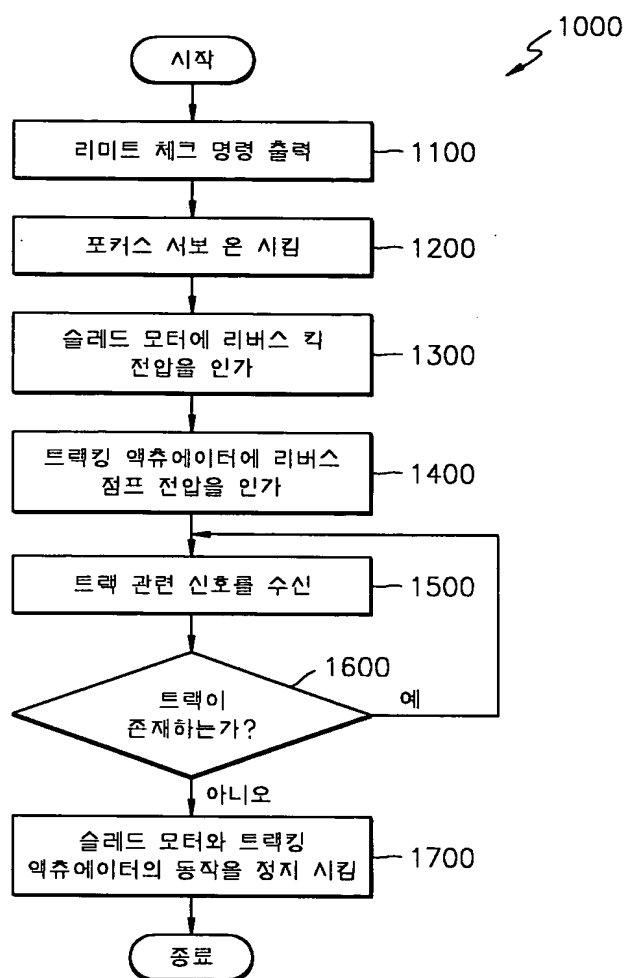 1000
시작
리미트 체크 명령 출력
1100
포커스 서보 온 시킴
1200
슬레드 모터에 리버스 킥
전압을 인가
1300
트랙킹 액츄에이터에 리버스
점프 전압을 인가
1400
트랙 관련 신호를 수신
1500
1600
트랙이
존재하는가?
예
아니오
슬레드 모터와 트랙킹
액츄에이터의 동작을 정지 시킴
1700
종료